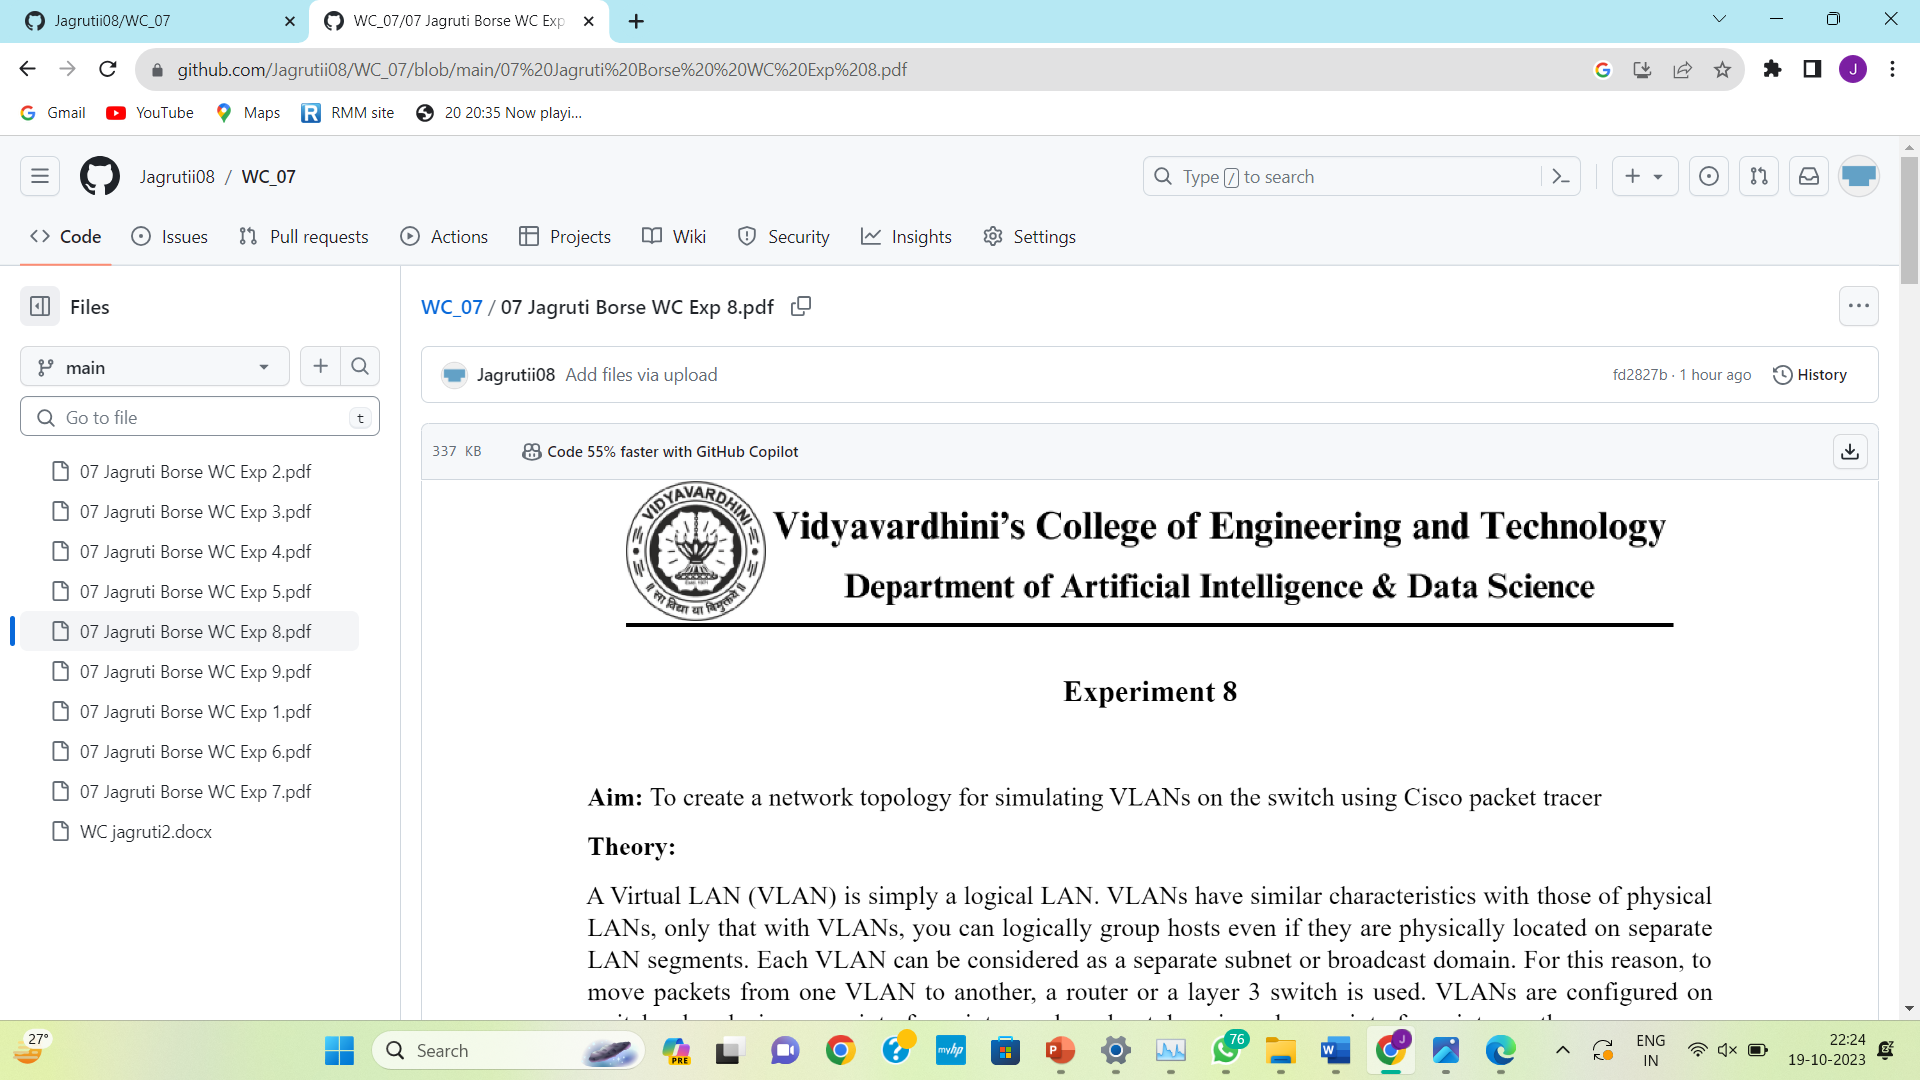 Jagrutii08/WC_07
WC_07/07 Jagruti Borse WC Exp
github.com/Jagrutii08/WC_07/blob/main/07%20Jagruti%20Borse%20%20WC%20Exp%208.pdf
J
Gmail
YouTube
Maps
RMM site
20 20:35 Now playi...
Jagrutii08 / WC_07
Type / to search
Code
Issues
Pull requests
Actions
Projects
Wiki
Security
Insights
Settings
Files
WC_07 / 07 Jagruti Borse WC Exp 8.pdf
main
Jagrutii08 Add files via upload
fd2827b · 1 hour ago
History
Go to file
t
337 KB
Code 55% faster with GitHub Copilot
07 Jagruti Borse WC Exp 2.pdf
07 Jagruti Borse WC Exp 3.pdf
07 Jagruti Borse WC Exp 4.pdf
07 Jagruti Borse WC Exp 5.pdf
07 Jagruti Borse WC Exp 8.pdf
07 Jagruti Borse WC Exp 9.pdf
07 Jagruti Borse WC Exp 1.pdf
07 Jagruti Borse WC Exp 6.pdf
07 Jagruti Borse WC Exp 7.pdf
WC jagruti2.docx
VIDYAVARDHINI
सा विद्या या विमुक्तये
Vidyavardhini's College of Engineering and Technology
Department of Artificial Intelligence & Data Science
Experiment 8
Aim: To create a network topology for simulating VLANs on the switch using Cisco packet tracer
Theory:
A Virtual LAN (VLAN) is simply a logical LAN. VLANs have similar characteristics with those of physical
LANs, only that with VLANs, you can logically group hosts even if they are physically located on separate
LAN segments. Each VLAN can be considered as a separate subnet or broadcast domain. For this reason, to
move packets from one VLAN to another, a router or a layer 3 switch is used. VLANs are configured on
27°
Search
PRE
myhp
76
J
ENG
IN
22:24
19-10-2023